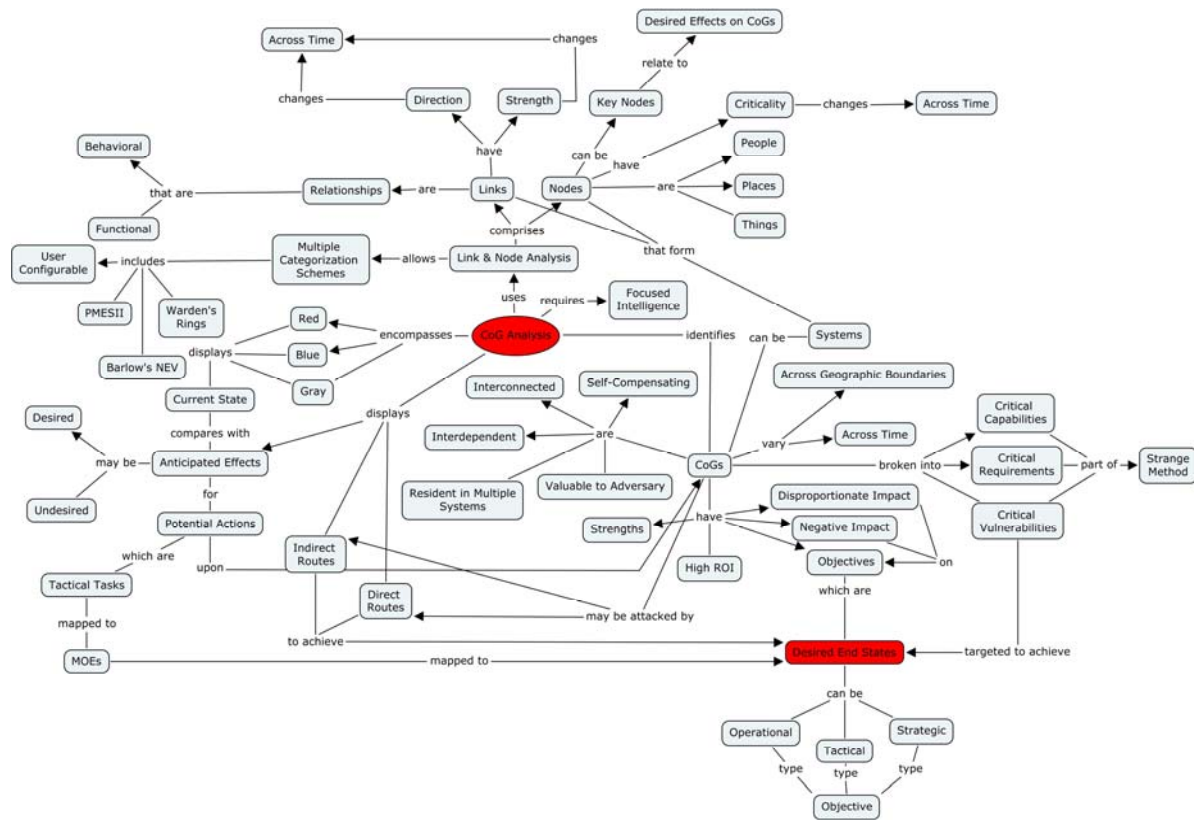 Desired Effects on CoGs
Across Time
changes
relate to
changes
Direction
Strength
Key Nodes
Criticality
changes
Across Time
Behavioral
have
can be
have
People
that are
Relationships
are
Links
Nodes
are
Places
Functional
Things
comprises
User
Configurable
includes
Multiple
Categorization
Schemes
allows
Link & Node Analysis
that form
PMESII
Warden's
Rings
uses
requires
Focused
Intelligence
Red
encompasses
CoG Analysis
identifies
can be
Systems
displays
Blue
Barlow's NEV
Gray
Across Geographic Boundaries
Current State
displays
Interconnected
Self-Compensating
Desired
compares with
Interdependent
are
vary
Across Time
Critical
Capabilities
may be
Anticipated Effects
CoGs
broken into
Critical
Requirements
part of
Strange
Method
for
Resident in Multiple
Systems
Valuable to Adversary
Disproportionate Impact
Undesired
Potential Actions
Strengths
have
Negative Impact
Critical
Vulnerabilities
which are
Indirect
Routes
upon
High ROI
Objectives
on
Tactical Tasks
Direct
Routes
may be attacked by
which are
mapped to
to achieve
MOEs
mapped to
Desired End States
targeted to achieve
can be
Operational
Tactical
Strategic
type
type
type
Objective